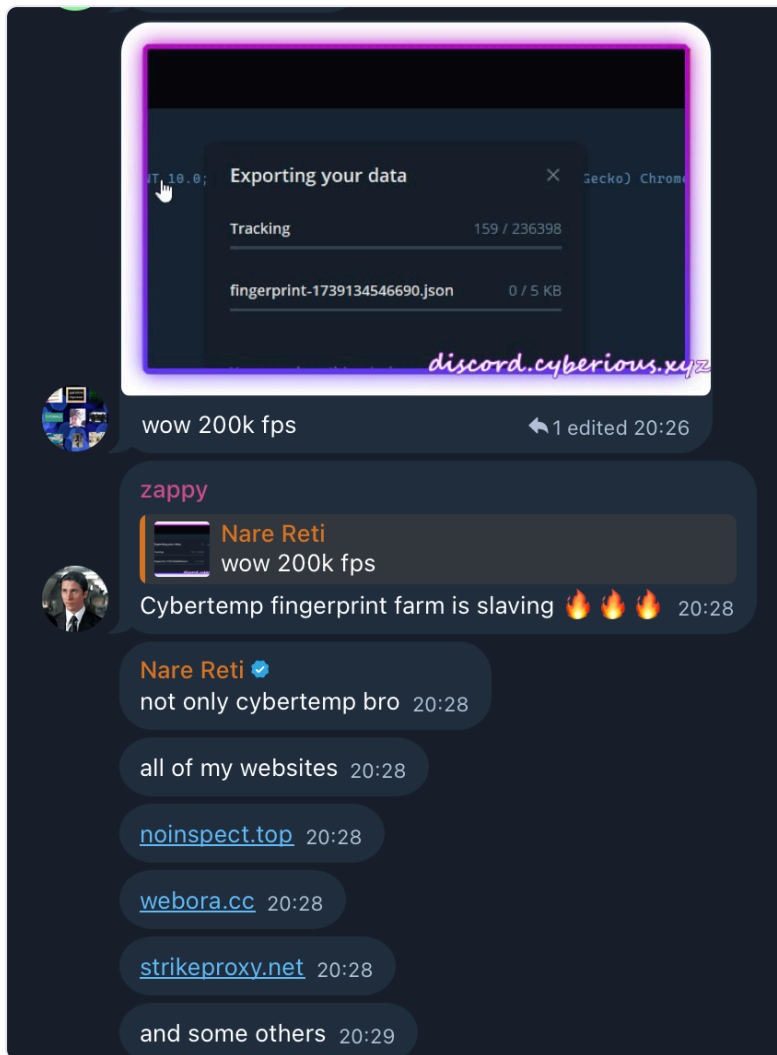 NT 10.0;
Exporting your data
Gecko) Chrome
Tracking 159 / 236398
fingerprint-1739134546690.json 0 / 5 KB
discord.cyberious.xyz
wow 200k fps
1 edited 20:26
zappy
Nare Reti
wow 200k fps
Cybertemp fingerprint farm is slaving 🔥🔥🔥 20:28
Nare Reti
not only cybertemp bro 20:28
all of my websites 20:28
noinspect.top 20:28
webora.cc 20:28
strikeproxy.net 20:28
and some others 20:29